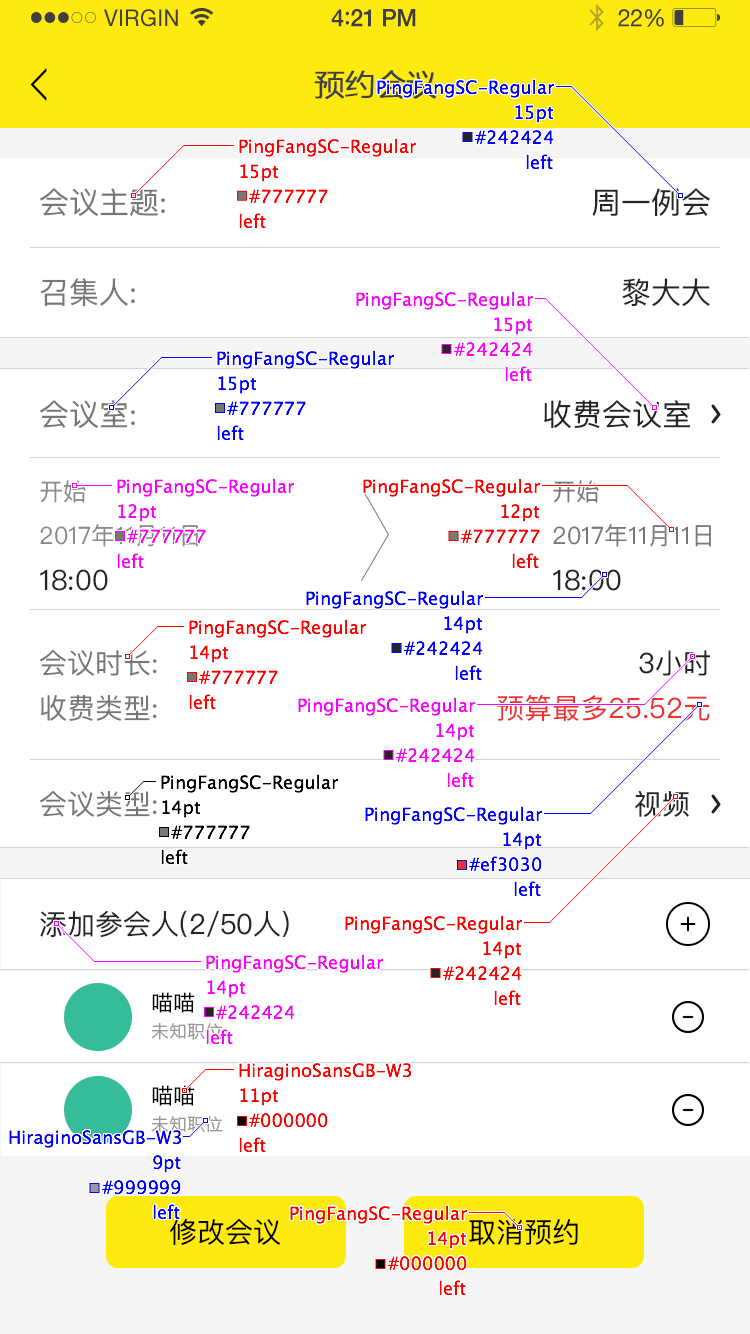 VIRGIN 4:21 PM 22%
预约会议
PingFangSC-Regular
15pt
#242424
left
PingFangSC-Regular
15pt
#777777
left
会议主题: 周一例会
召集人: 黎大大
PingFangSC-Regular
15pt
#242424
left
PingFangSC-Regular
15pt
#777777
left
会议室: 收费会议室
开始 开始
PingFangSC-Regular
12pt
#777777
left
PingFangSC-Regular
12pt
#777777
left
2017年11月11日 2017年11月11日
18:00 18:00
PingFangSC-Regular
14pt
#242424
left
PingFangSC-Regular
14pt
#777777
left
会议时长: 3小时
收费类型: 预算最多25.52元
PingFangSC-Regular
14pt
#242424
left
PingFangSC-Regular
14pt
#777777
left
会议类型: 视频
PingFangSC-Regular
14pt
#ef3030
left
添加参会人(2/50人)
PingFangSC-Regular
14pt
#242424
left
PingFangSC-Regular
14pt
#242424
left
喵喵
未知职位
喵喵
未知职位
HiraginoSansGB-W3
11pt
#000000
left
HiraginoSansGB-W3
9pt
#999999
left
修改会议 取消预约
PingFangSC-Regular
14pt
#000000
left